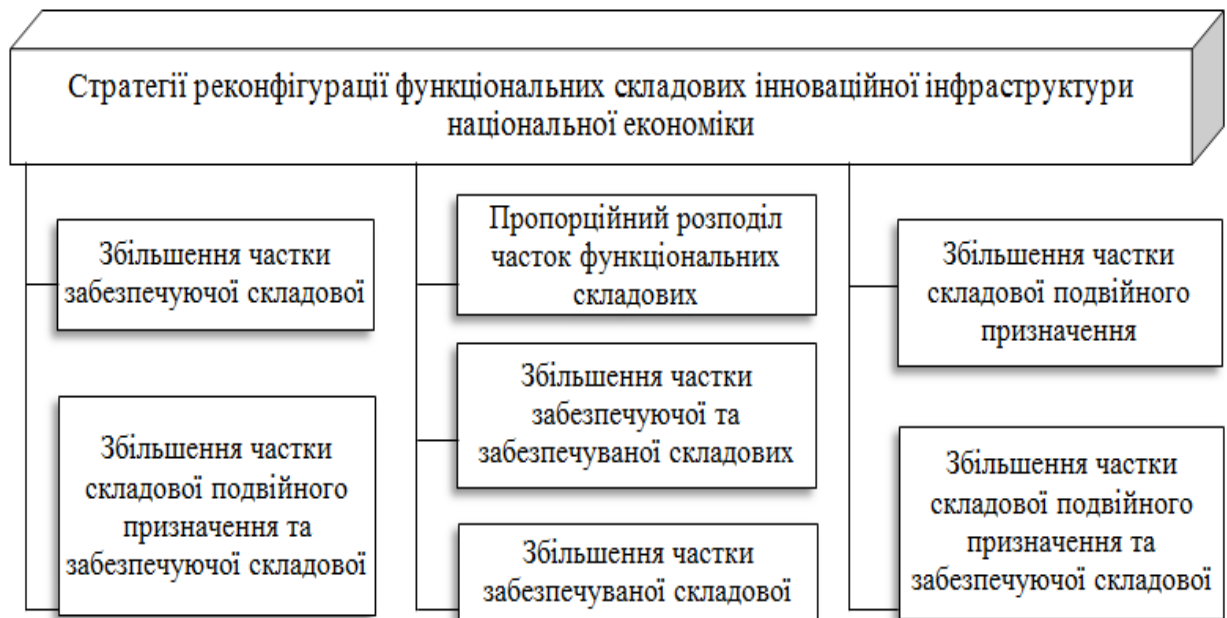 Стратегії реконфігурації функціональних складових інноваційної інфраструктури
національної економіки
Збільшення частки
забезпечуючої складової
Збільшення частки
складової подвійного
призначення та
забезпечуючої складової
Пропорційний розподіл
часток функціональних
складових
Збільшення частки
забезпечуючої та
забезпечуваної складових
Збільшення частки
забезпечуваної складової
Збільшення частки
складової подвійного
призначення
Збільшення частки
складової подвійного
призначення та
забезпечуючої складової